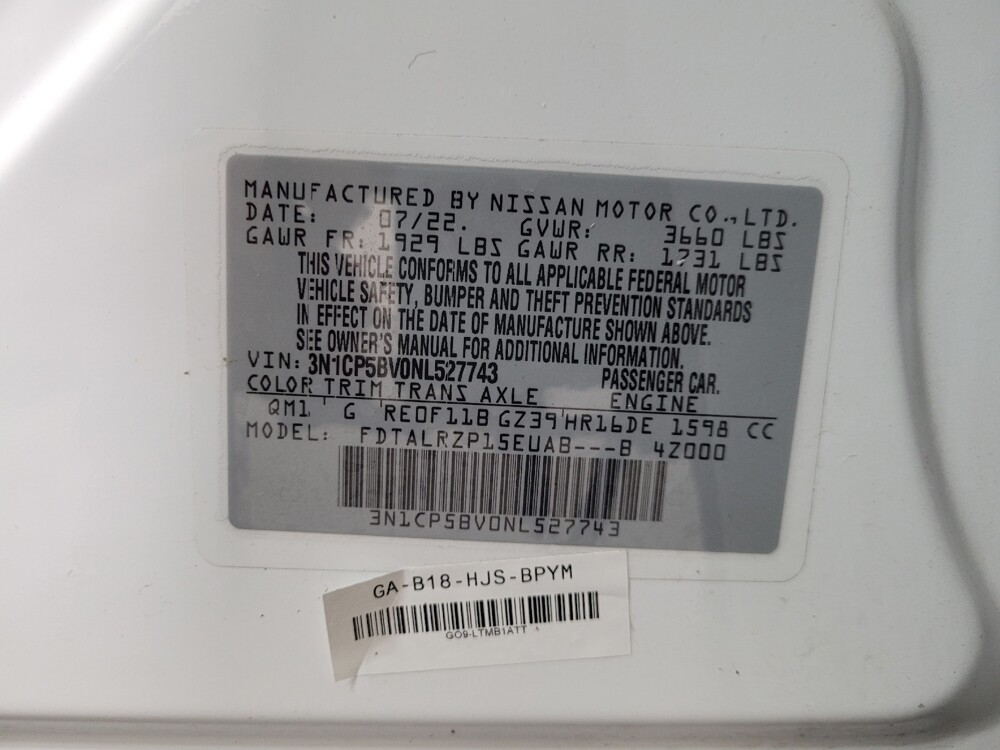 MANUFACTURED BY NISSAN MOTOR CO.,LTD.
DATE: 07/22. GVWR: 3660 LBS
GAWR FR: 1929 LBS GAWR RR: 1731 LBS
THIS VEHICLE CONFORMS TO ALL APPLICABLE FEDERAL MOTOR
VEHICLE SAFETY, BUMPER AND THEFT PREVENTION STANDARDS
IN EFFECT ON THE DATE OF MANUFACTURE SHOWN ABOVE.
SEE OWNER'S MANUAL FOR ADDITIONAL INFORMATION.
VIN: 3N1CP5BV0NL527743 PASSENGER CAR.
COLOR TRIM TRANS AXLE ENGINE
QM1 ' G 'RE0F11B GZ39'HR16DE 1598 CC
MODEL: FDTALRZP15EUAB---B 4Z000
3N1CP5BV0NL527743
GA-B18-HJS-BPYM
GO9-LTMB1ATT